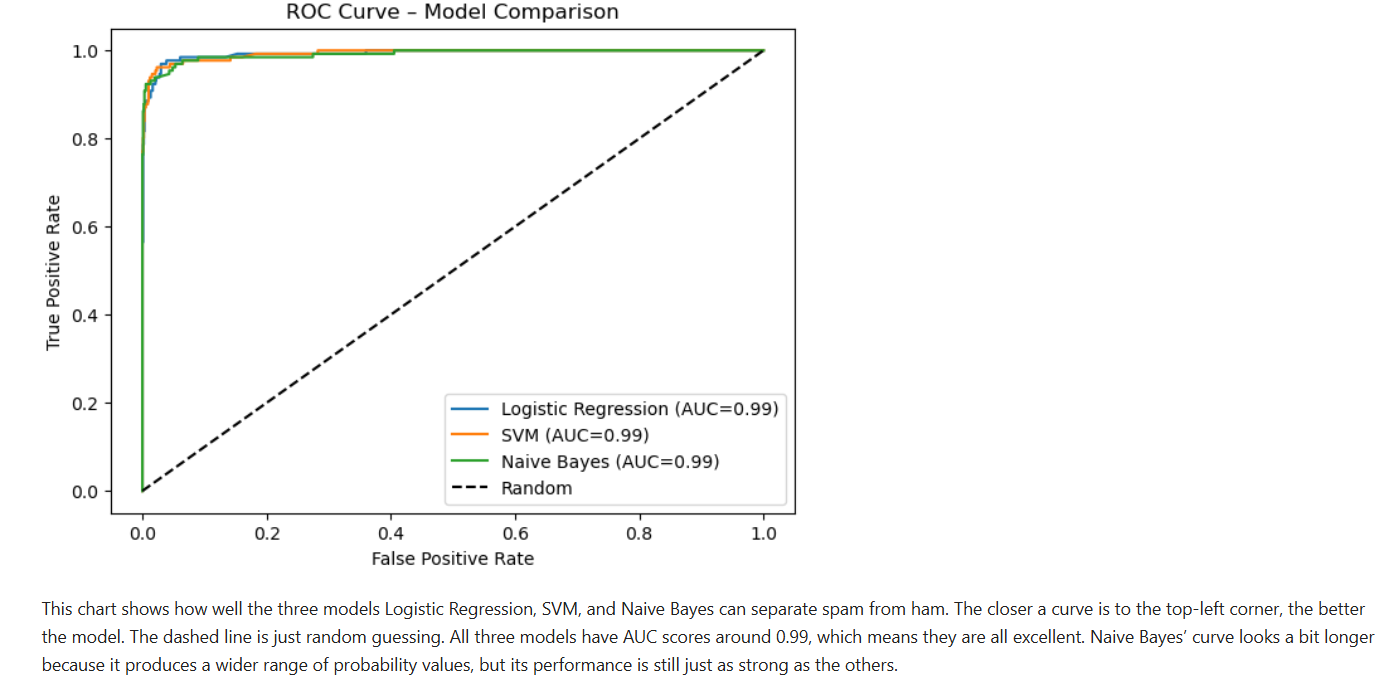 ROC Curve – Model Comparison
1.0
0.8
0.6
0.4
0.2
0.0
True Positive Rate
Logistic Regression (AUC=0.99)
SVM (AUC=0.99)
Naive Bayes (AUC=0.99)
Random
0.0 0.2 0.4 0.6 0.8 1.0
False Positive Rate
This chart shows how well the three models Logistic Regression, SVM, and Naive Bayes can separate spam from ham. The closer a curve is to the top-left corner, the better
the model. The dashed line is just random guessing. All three models have AUC scores around 0.99, which means they are all excellent. Naive Bayes’ curve looks a bit longer
because it produces a wider range of probability values, but its performance is still just as strong as the others.